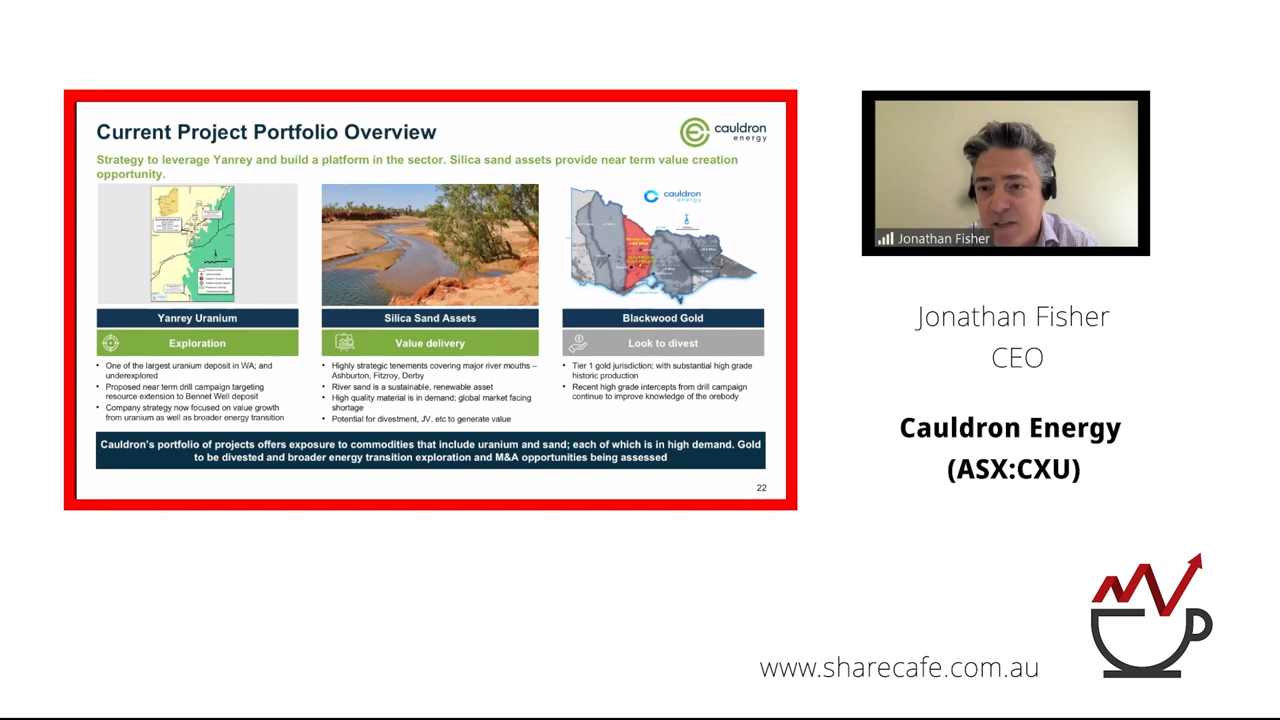 Current Project Portfolio Overview
cauldron
energy
Strategy to leverage Yanrey and build a platform in the sector. Silica sand assets provide near term value creation
opportunity.
cauldron
energy
Yanrey Uranium
Silica Sand Assets
Blackwood Gold
Exploration
Value delivery
Look to divest
• One of the largest uranium deposit in WA; and
underexplored
• Proposed near term drill campaign targeting
resource extension to Bennet Well deposit
• Company strategy now focused on value growth
from uranium as well as broader energy transition
• Highly strategic tenements covering major river mouths –
Ashburton, Fitzroy, Derby
• River sand is a sustainable, renewable asset
• High quality material is in demand; global market facing
shortage
• Potential for divestment, JV, etc to generate value
• Tier 1 gold jurisdiction; with substantial high grade
historic production
• Recent high grade intercepts from drill campaign
continue to improve knowledge of the orebody
Cauldron's portfolio of projects offers exposure to commodities that include uranium and sand; each of which is in high demand. Gold
to be divested and broader energy transition exploration and M&A opportunities being assessed
22
Jonathan Fisher
Jonathan Fisher
CEO
Cauldron Energy
(ASX:CXU)
www.sharecafe.com.au